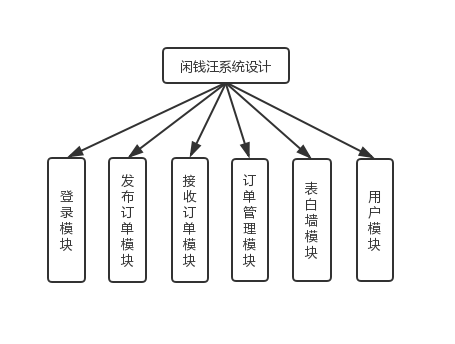 闲钱汪系统设计
登录模块
发布订单模块
接收订单模块
订单管理模块
表白墙模块
用户模块